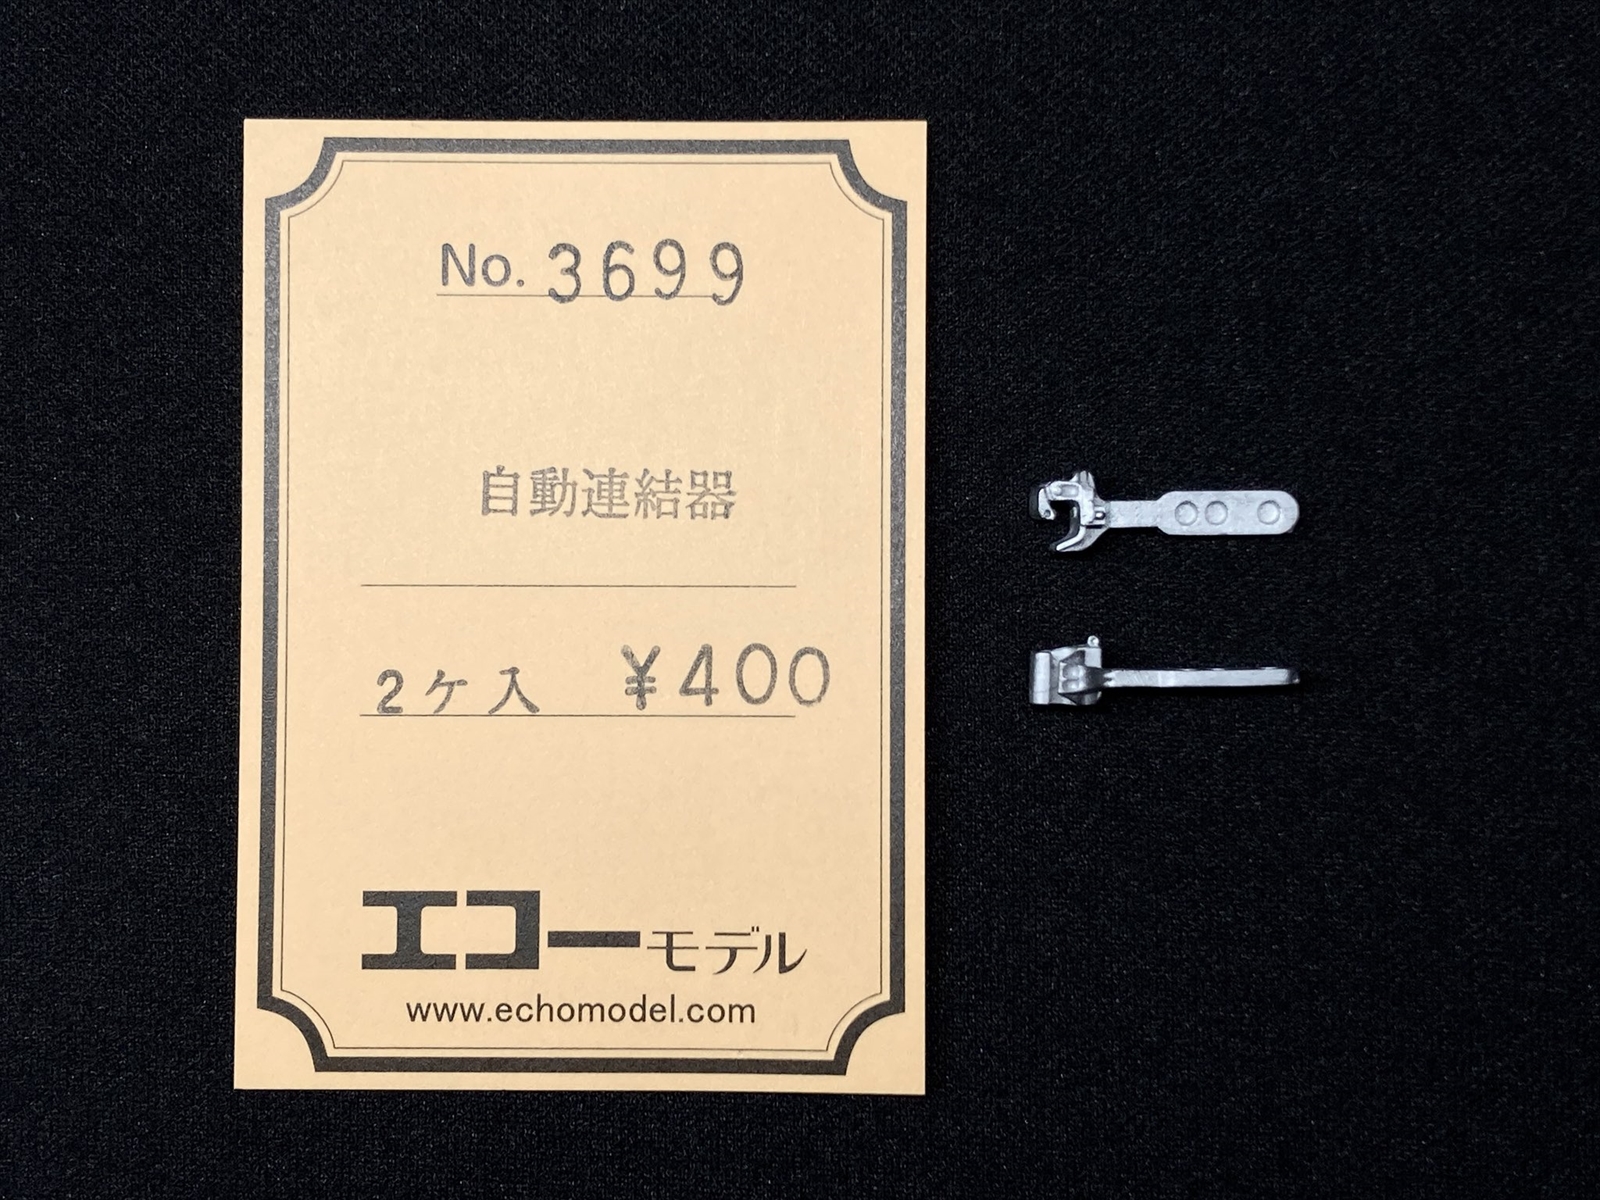 No. 3699
自動連結器
2ケ入 ¥400
エコーモデル
www.echomodel.com